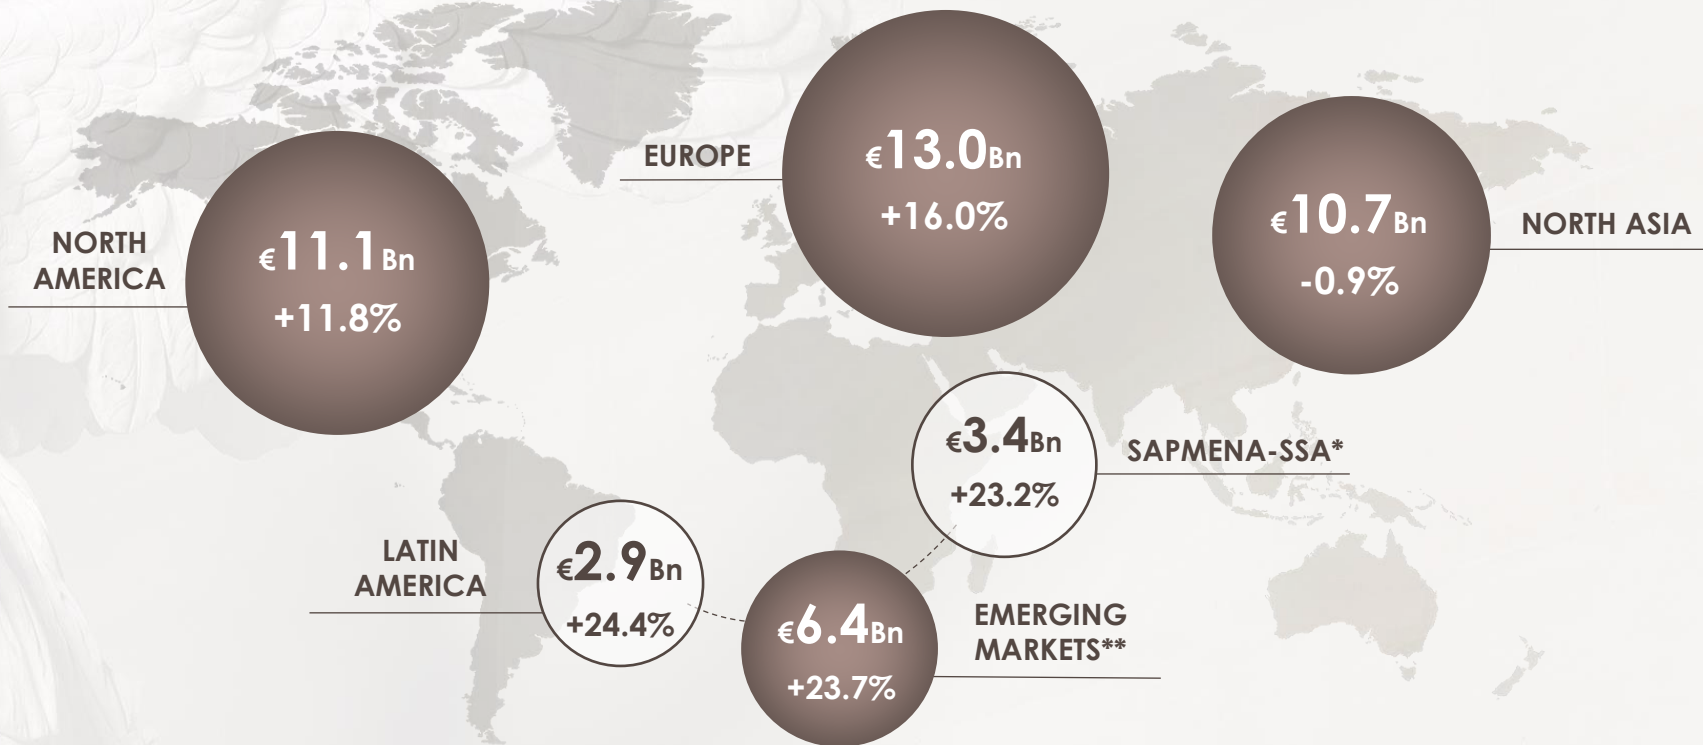 NORTH
AMERICA
€11.1Bn
+11.8%
EUROPE
€13.0Bn
+16.0%
€10.7Bn
-0.9%
NORTH ASIA
€3.4Bn
+23.2%
SAPMENA-SSA*
LATIN
AMERICA
€2.9Bn
+24.4%
€6.4Bn
+23.7%
EMERGING
MARKETS**